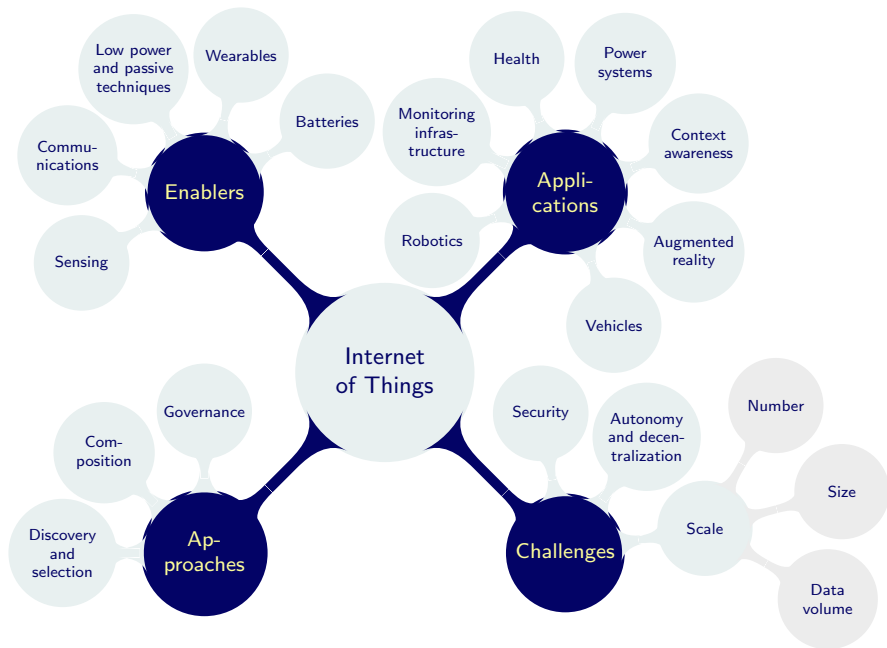 Low power
and passive
techniques
Wearables
Batteries
Commu-
nications
Sensing
Enablers
Health
Power
systems
Monitoring
infras-
tructure
Context
awareness
Robotics
Augmented
reality
Vehicles
Appli-
cations
Internet
of Things
Governance
Com-
position
Discovery
and
selection
Ap-
proaches
Security
Autonomy
and decen-
tralization
Challenges
Scale
Number
Size
Data
volume